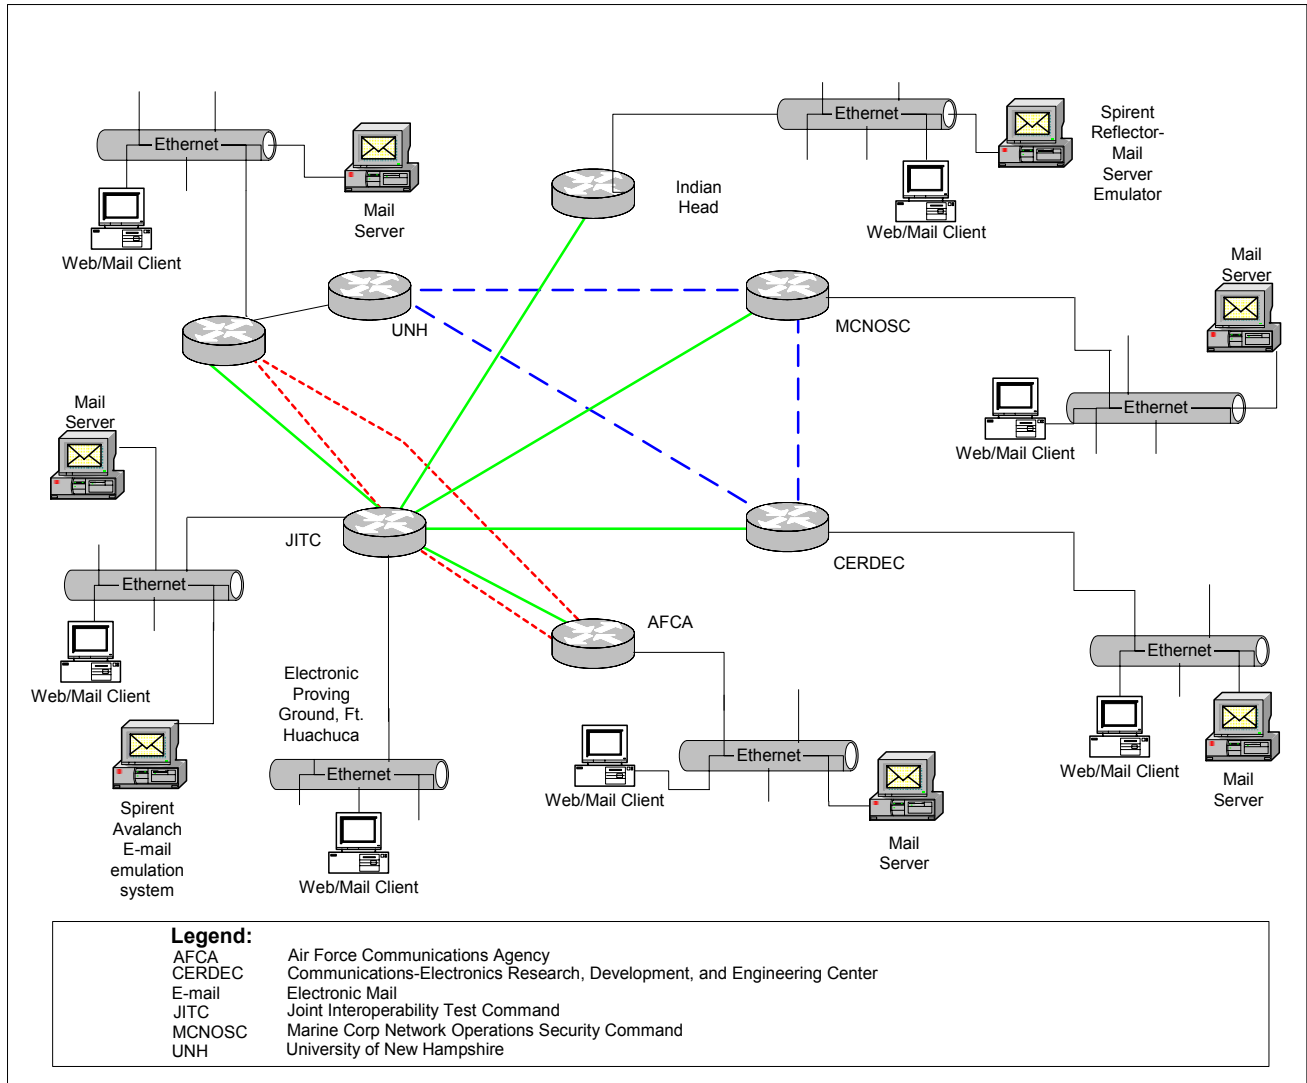 Ethernet
Mail
Server
Web/Mail Client
Indian
Head
Ethernet
Spirent
Reflector-
Mail
Server
Emulator
Web/Mail Client
UNH
MCNOSC
Mail
Server
Ethernet
Web/Mail Client
Mail
Server
JITC
Ethernet
Web/Mail Client
Spirent
Avalanch
E-mail
emulation
system
CERDEC
Ethernet
Web/Mail Client
Mail
Server
AFCA
Electronic
Proving
Ground, Ft.
Huachuca
Ethernet
Web/Mail Client
Ethernet
Web/Mail Client
Mail
Server
Legend:
AFCA Air Force Communications Agency
CERDEC Communications-Electronics Research, Development, and Engineering Center
E-mail Electronic Mail
JITC Joint Interoperability Test Command
MCNOSC Marine Corp Network Operations Security Command
UNH University of New Hampshire